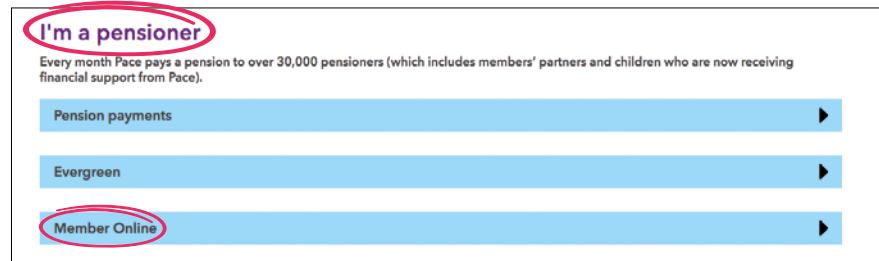 I'm a pensioner
Every month Pace pays a pension to over 30,000 pensioners (which includes members' partners and children who are now receiving
financial support from Pace).
Pension payments
Evergreen
Member Online